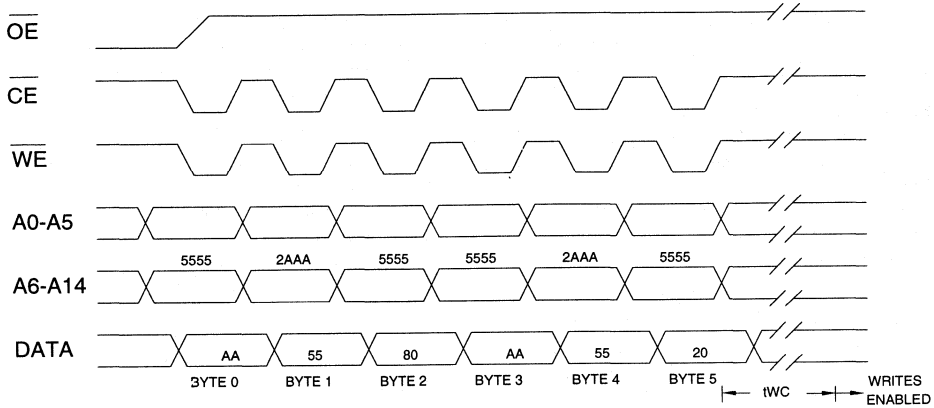 OE
CE
WE
A0-A5
5555 2AAA 5555 5555 2AAA 5555
A6-A14
DATA AA 55 80 AA 55 20
BYTE 0 BYTE 1 BYTE 2 BYTE 3 BYTE 4 BYTE 5
tWC
WRITES
ENABLED